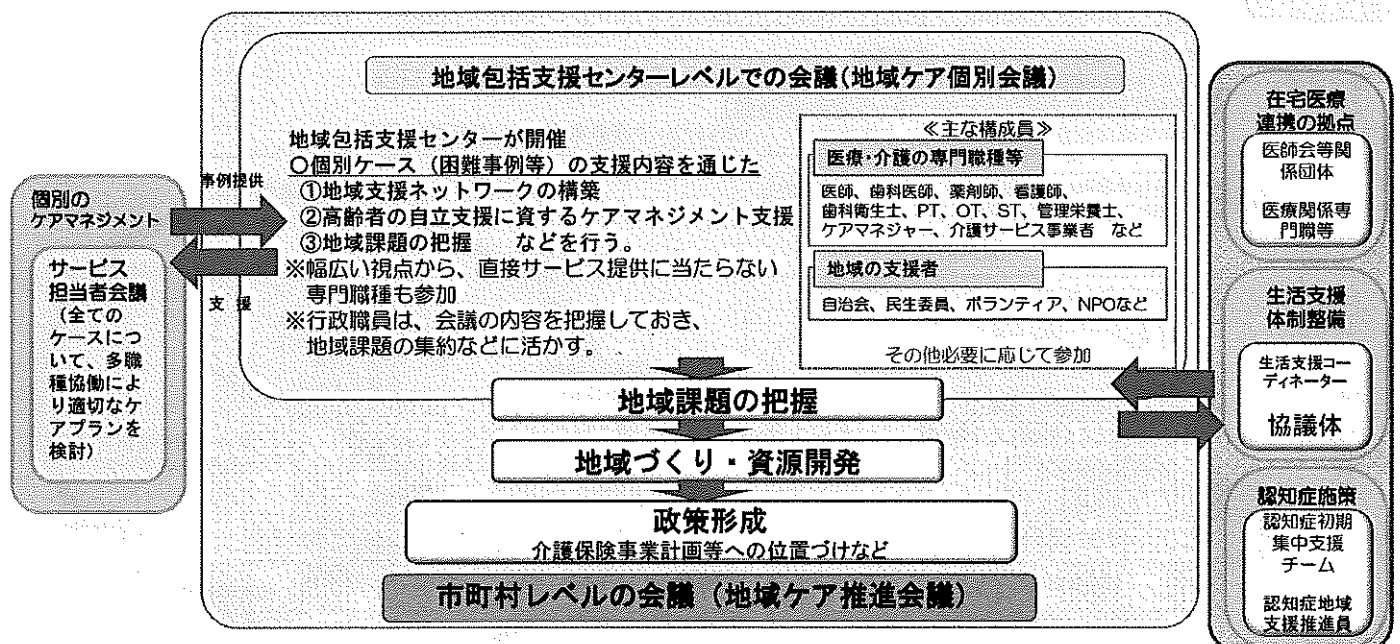 地域包括支援センターレベルでの会議(地域ケア個別会議)
個別の
ケアマネジメント
サービス
担当者会議
(全ての
ケースにつ
いて、多職
種協働によ
り適切なケ
アプランを
検討)
事例提供
支 援
地域包括支援センターが開催
○個別ケース(困難事例等)の支援内容を通じた
①地域支援ネットワークの構築
②高齢者の自立支援に資するケアマネジメント支援
③地域課題の把握 などを行う。
※幅広い視点から、直接サービス提供に当たらない
専門職種も参加
※行政職員は、会議の内容を把握しておき、
地域課題の集約などに活かす。
≪主な構成員≫
医療・介護の専門職種等
医師、歯科医師、薬剤師、看護師、
歯科衛生士、PT、OT、ST、管理栄養士、
ケアマネジャー、介護サービス事業者 など
地域の支援者
自治会、民生委員、ボランティア、NPOなど
その他必要に応じて参加
地域課題の把握
地域づくり・資源開発
政策形成
介護保険事業計画等への位置づけなど
市町村レベルの会議(地域ケア推進会議)
在宅医療
連携の拠点
医師会等関
係団体
医療関係専
門職等
生活支援
体制整備
生活支援コー
ディネーター
協議体
認知症施策
認知症初期
集中支援
チーム
認知症地域
支援推進員